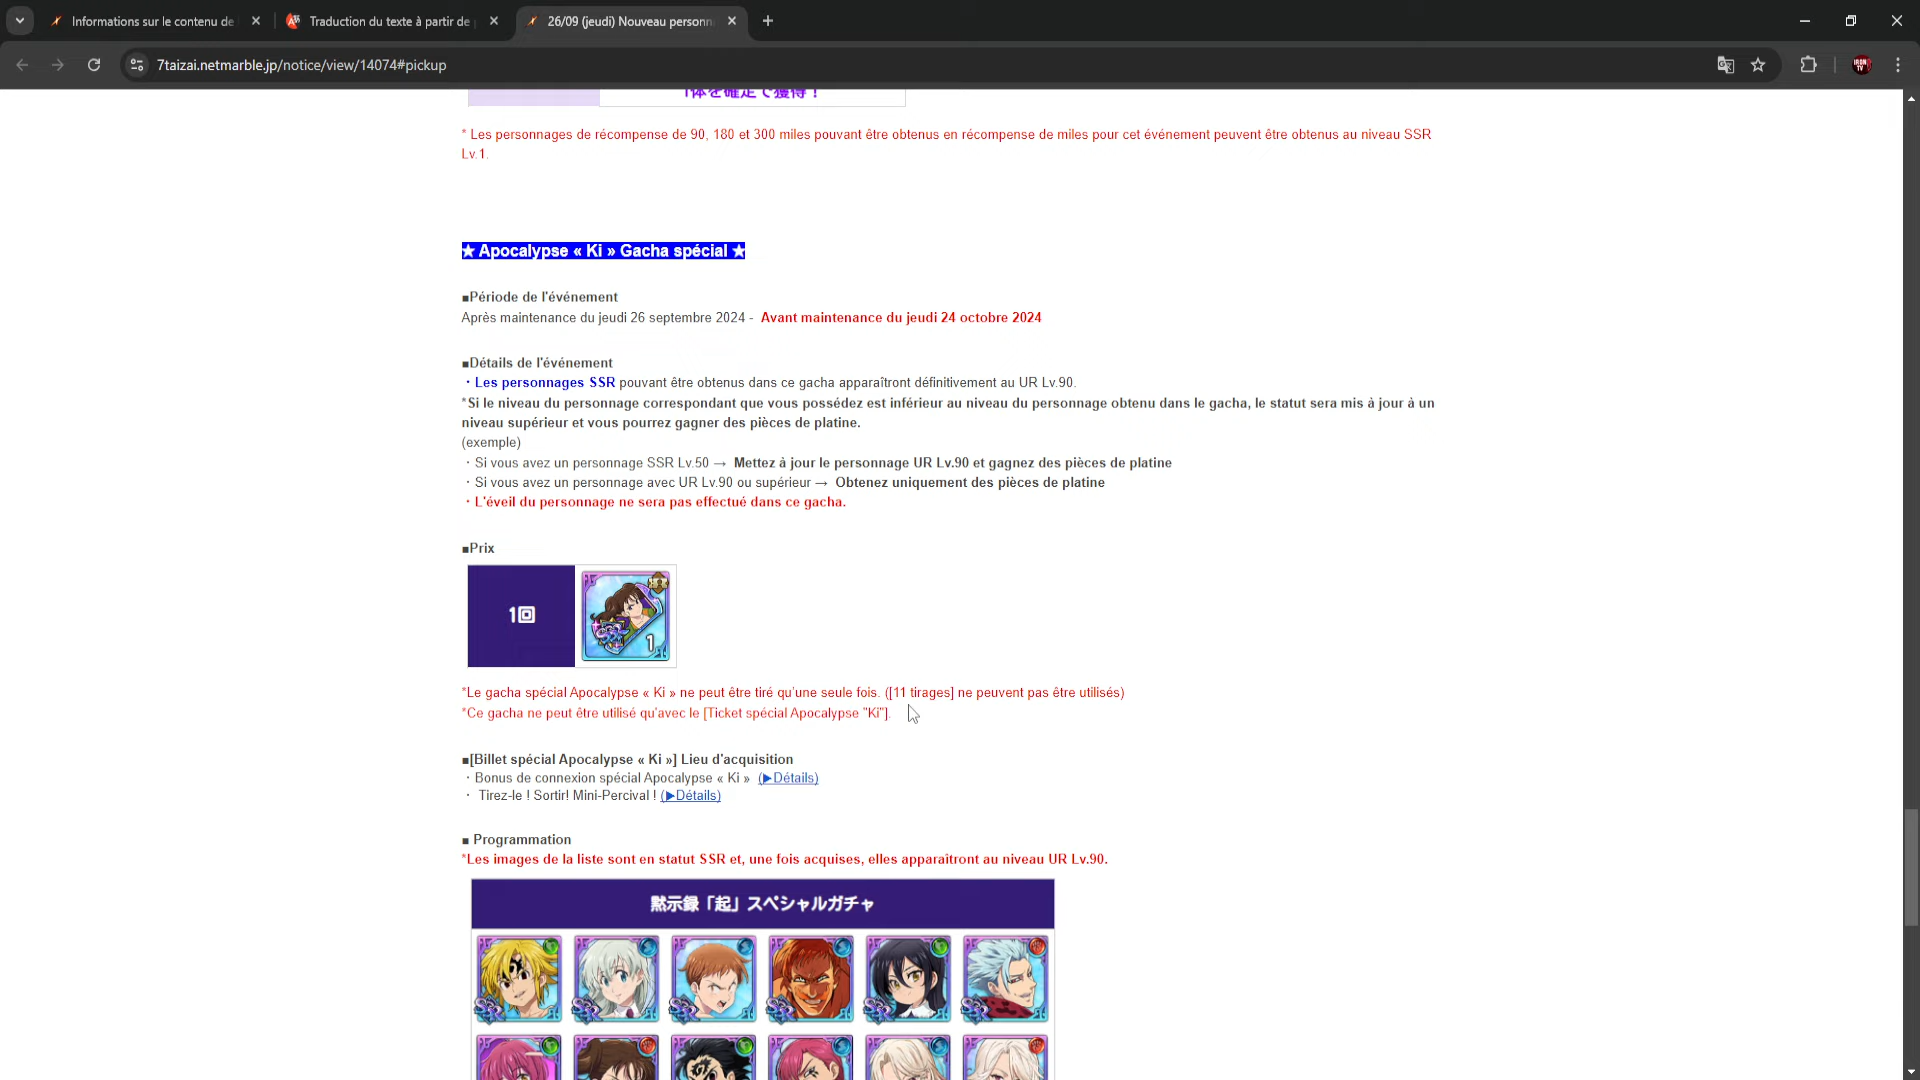 Informations sur le contenu de
Traduction du texte à partir de
26/09 (jeudi) Nouveau personn
7taizai.netmarble.jp/notice/view/14074#pickup
1体を確定で獲得！
* Les personnages de récompense de 90, 180 et 300 miles pouvant être obtenus en récompense de miles pour cet événement peuvent être obtenus au niveau SSR
Lv.1.
★ Apocalypse « Ki » Gacha spécial ★
■Période de l'événement
Après maintenance du jeudi 26 septembre 2024 - Avant maintenance du jeudi 24 octobre 2024
■Détails de l'événement
・Les personnages SSR pouvant être obtenus dans ce gacha apparaîtront définitivement au UR Lv.90.
*Si le niveau du personnage correspondant que vous possédez est inférieur au niveau du personnage obtenu dans le gacha, le statut sera mis à jour à un
niveau supérieur et vous pourrez gagner des pièces de platine.
(exemple)
・Si vous avez un personnage SSR Lv.50 → Mettez à jour le personnage UR Lv.90 et gagnez des pièces de platine
・Si vous avez un personnage avec UR Lv.90 ou supérieur → Obtenez uniquement des pièces de platine
・L'éveil du personnage ne sera pas effectué dans ce gacha.
■Prix
1回
1
*Le gacha spécial Apocalypse « Ki » ne peut être tiré qu'une seule fois. ([11 tirages] ne peuvent pas être utilisés)
*Ce gacha ne peut être utilisé qu'avec le [Ticket spécial Apocalypse "Ki"].
■[Billet spécial Apocalypse « Ki »] Lieu d'acquisition
・Bonus de connexion spécial Apocalypse « Ki » (▶Détails)
・ Tirez-le ! Sortir! Mini-Percival ! (▶Détails)
■ Programmation
*Les images de la liste sont en statut SSR et, une fois acquises, elles apparaîtront au niveau UR Lv.90.
黙示録「起」スペシャルガチャ